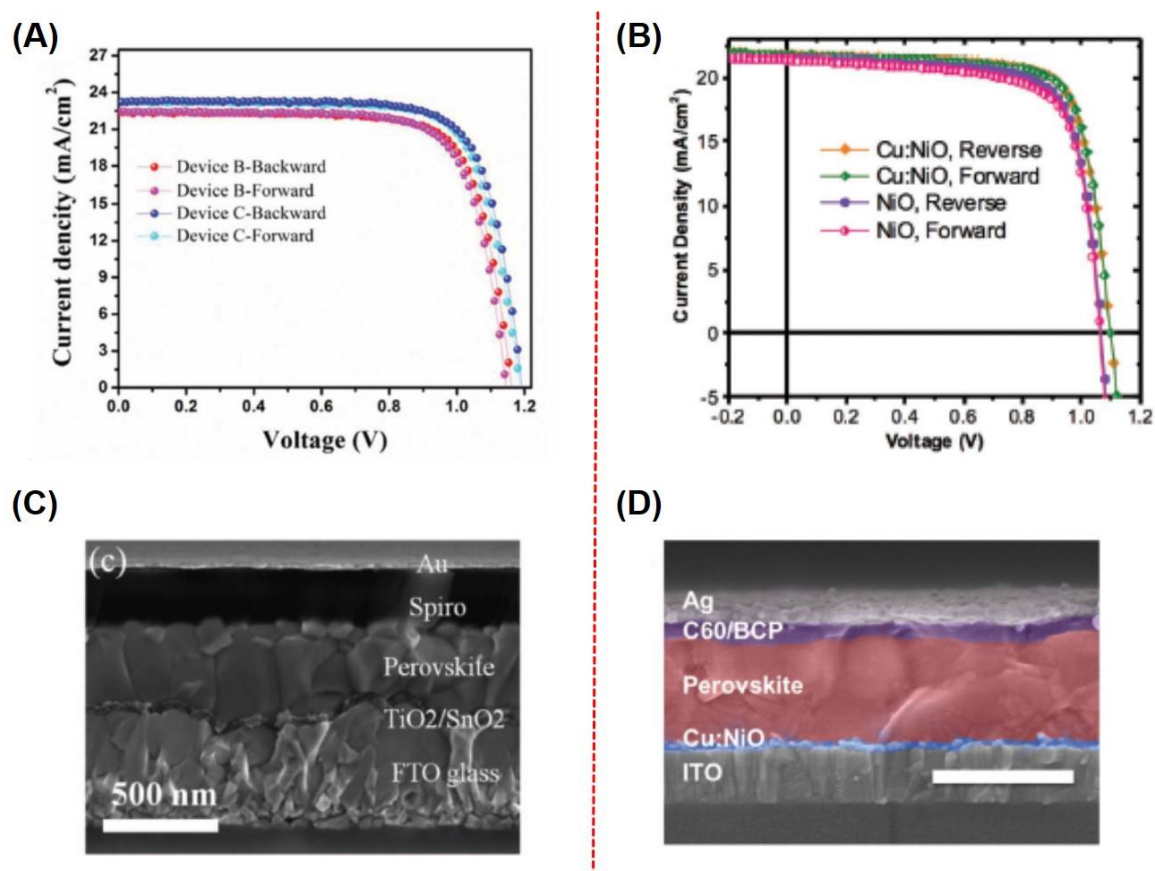 (A)
27
24
21
18
15
12
9
6
3
0
Current dencity (mA/cm²)
Device B-Backward
Device B-Forward
Device C-Backward
Device C-Forward
0.0 0.2 0.4 0.6 0.8 1.0 1.2
Voltage (V)
(B)
20
15
10
5
0
-5
Current Density (mA/cm²)
Cu:NiO, Reverse
Cu:NiO, Forward
NiO, Reverse
NiO, Forward
-0.2 0.0 0.2 0.4 0.6 0.8 1.0 1.2
Voltage (V)
(C)
(c)
Au
Spiro
Perovskite
TiO2/SnO2
FTO glass
500 nm
(D)
Ag
C60/BCP
Perovskite
Cu:NiO
ITO